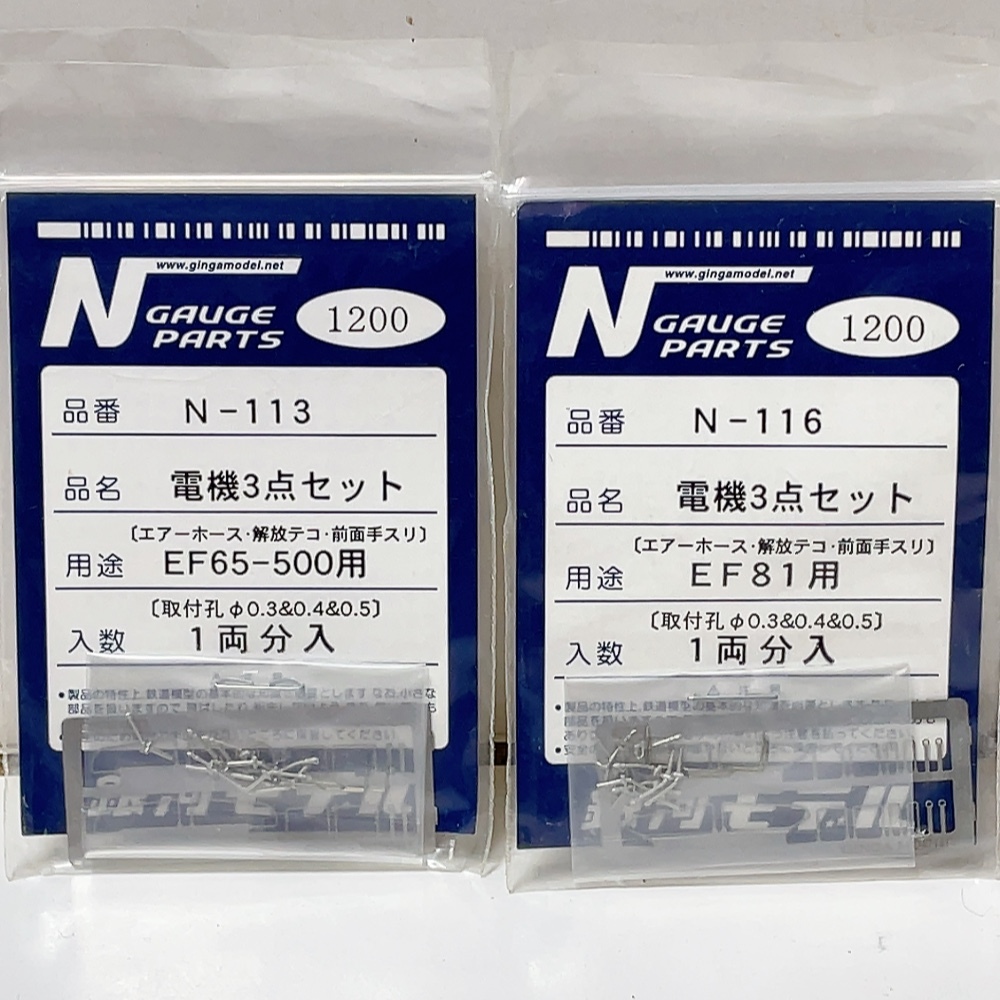 www.gingamodel.net
N GAUGE
PARTS
1200
品番 N-113
品名 電機3点セット
〔エアーホース・解放テコ・前面手スリ〕
用途 EF65-500用
〔取付孔φ0.3&0.4&0.5〕
入数 1両分入
www.gingamodel.net
N GAUGE
PARTS
1200
品番 N-116
品名 電機3点セット
〔エアーホース・解放テコ・前面手スリ〕
用途 EF81用
〔取付孔φ0.3&0.4&0.5〕
入数 1両分入